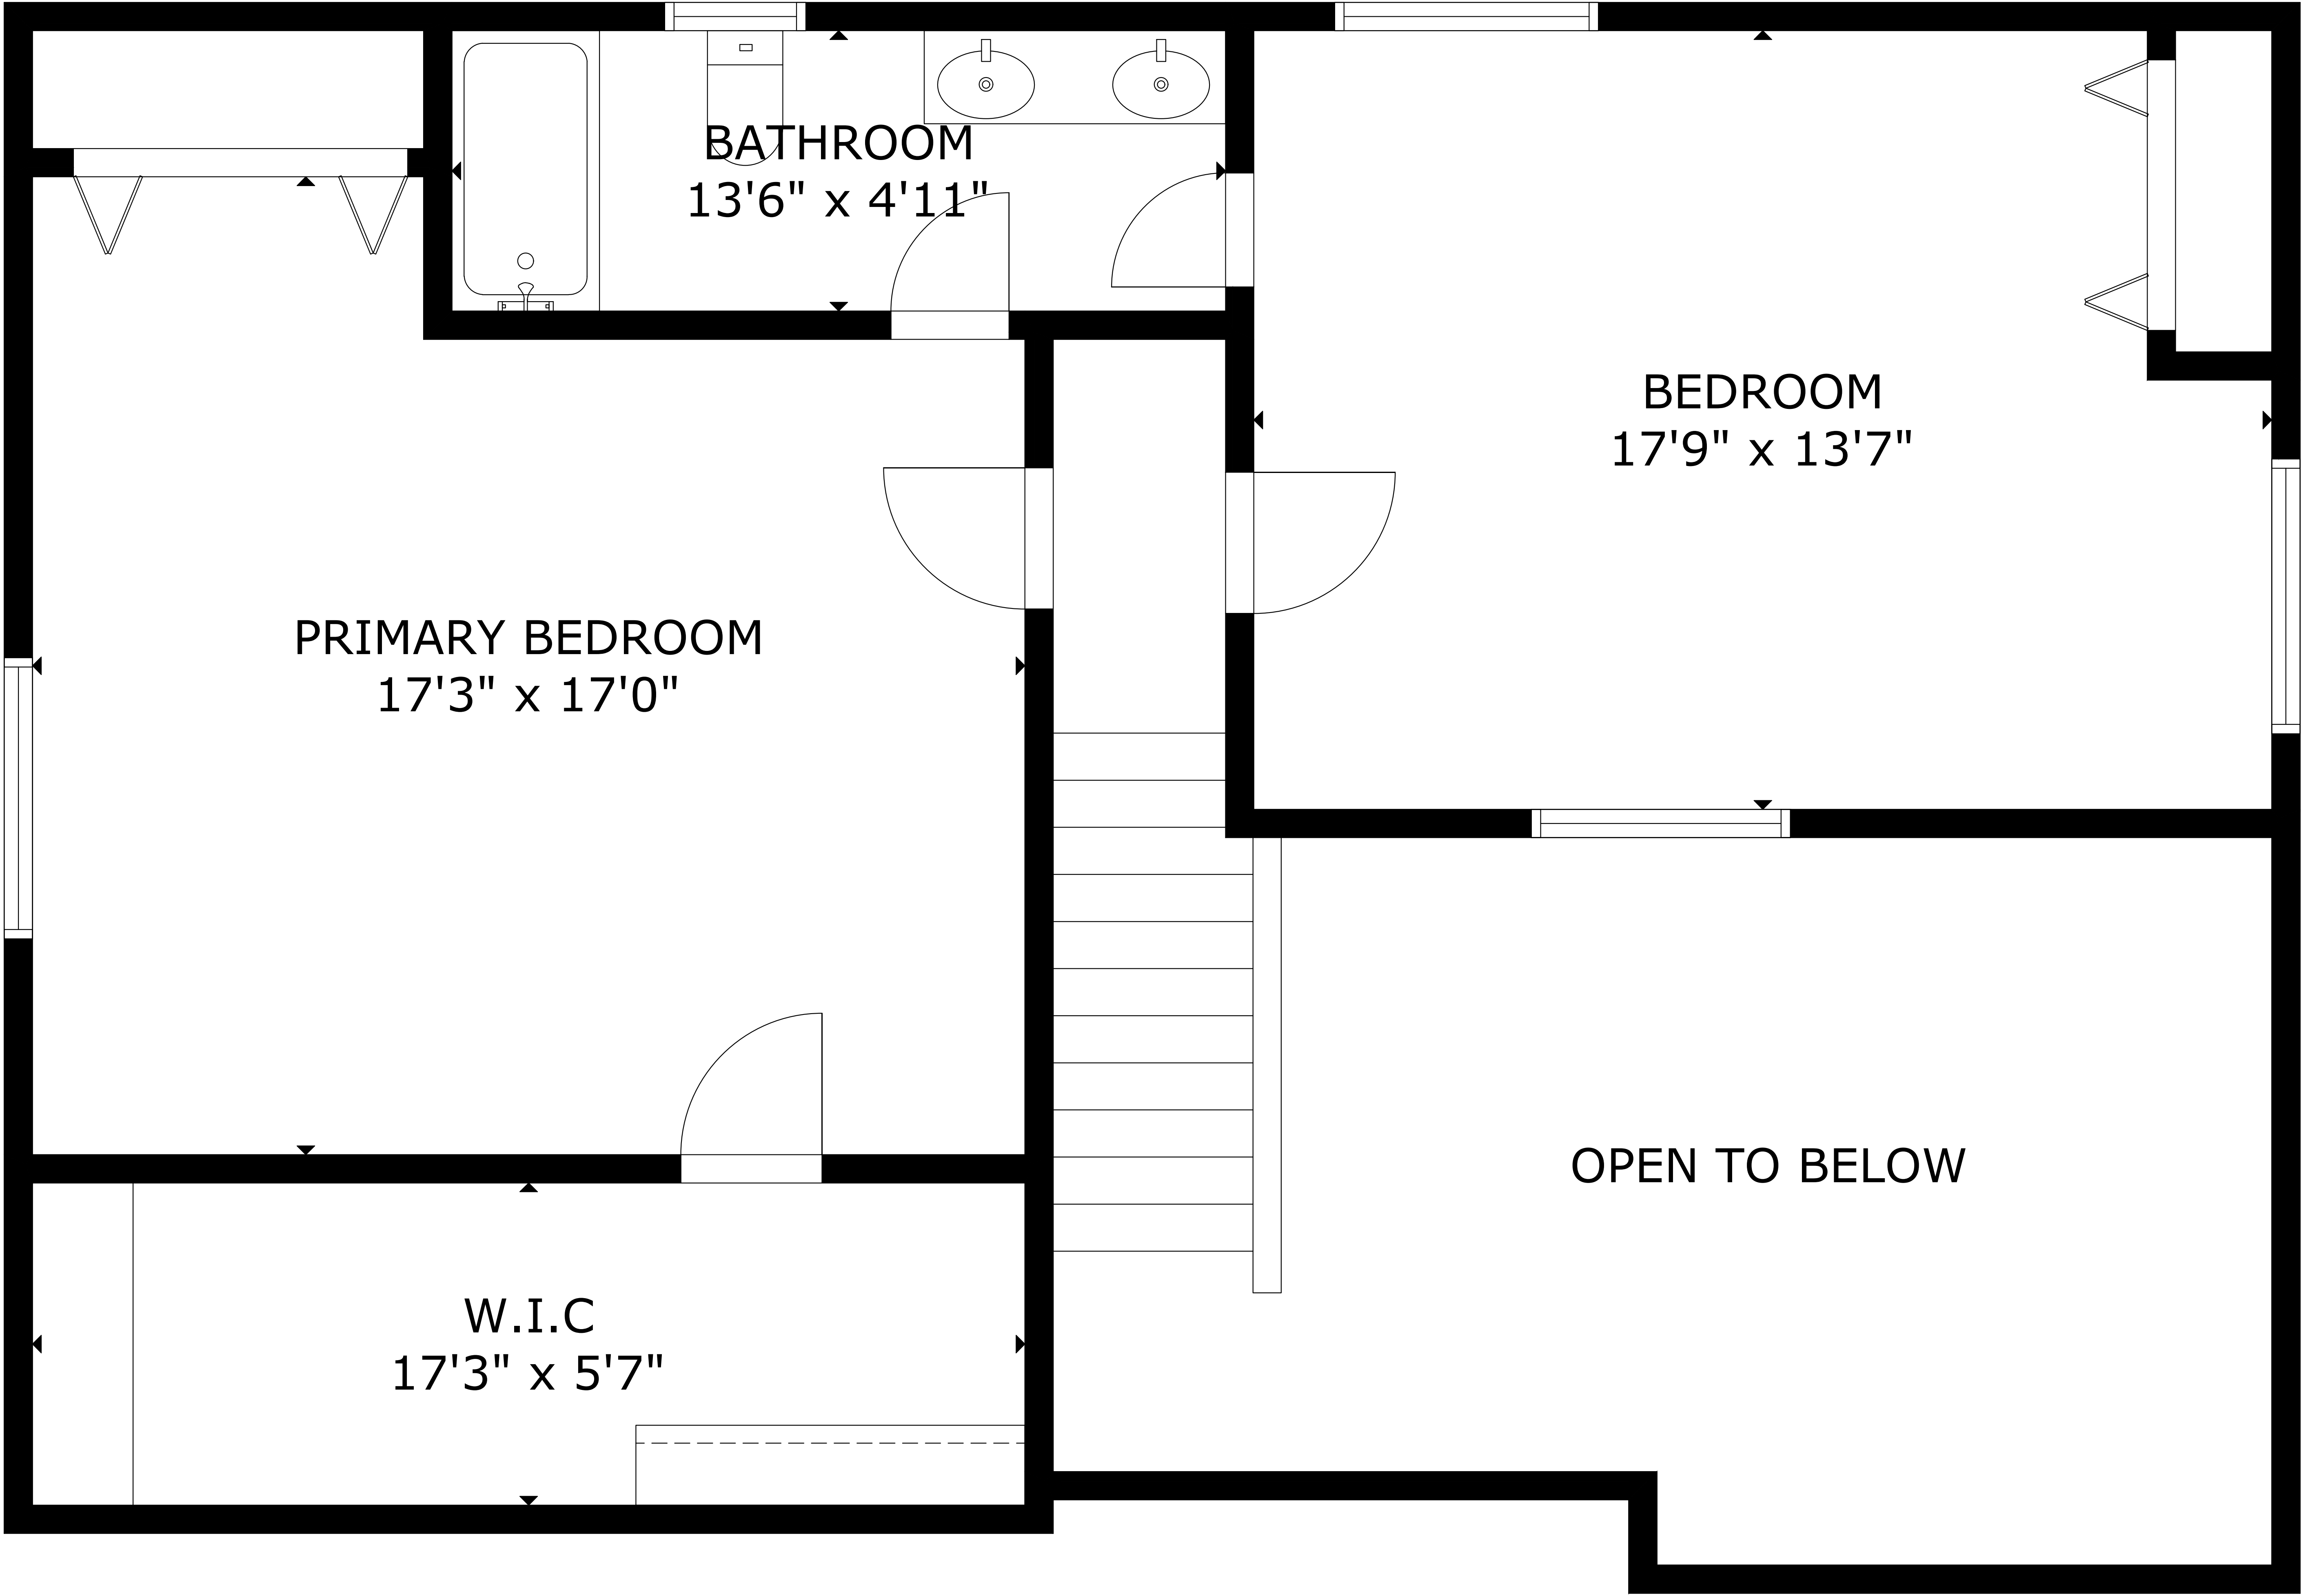 BATHROOM
13'6" x 4'11"
BEDROOM
17'9" x 13'7"
PRIMARY BEDROOM
17'3" x 17'0"
OPEN TO BELOW
W.I.C
17'3" x 5'7"